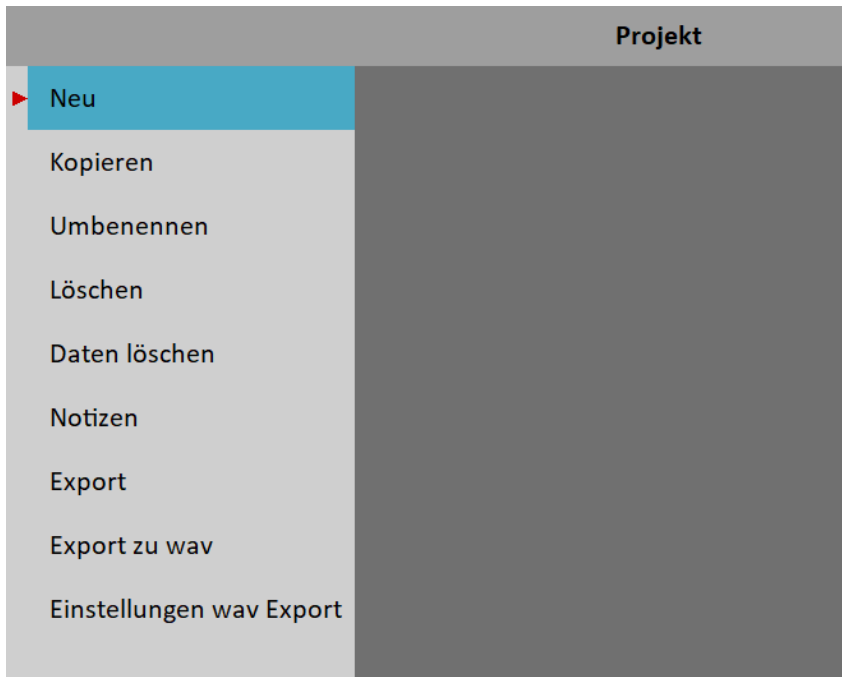 Projekt
Neu
Kopieren
Umbenennen
Löschen
Daten löschen
Notizen
Export
Export zu wav
Einstellungen wav Export